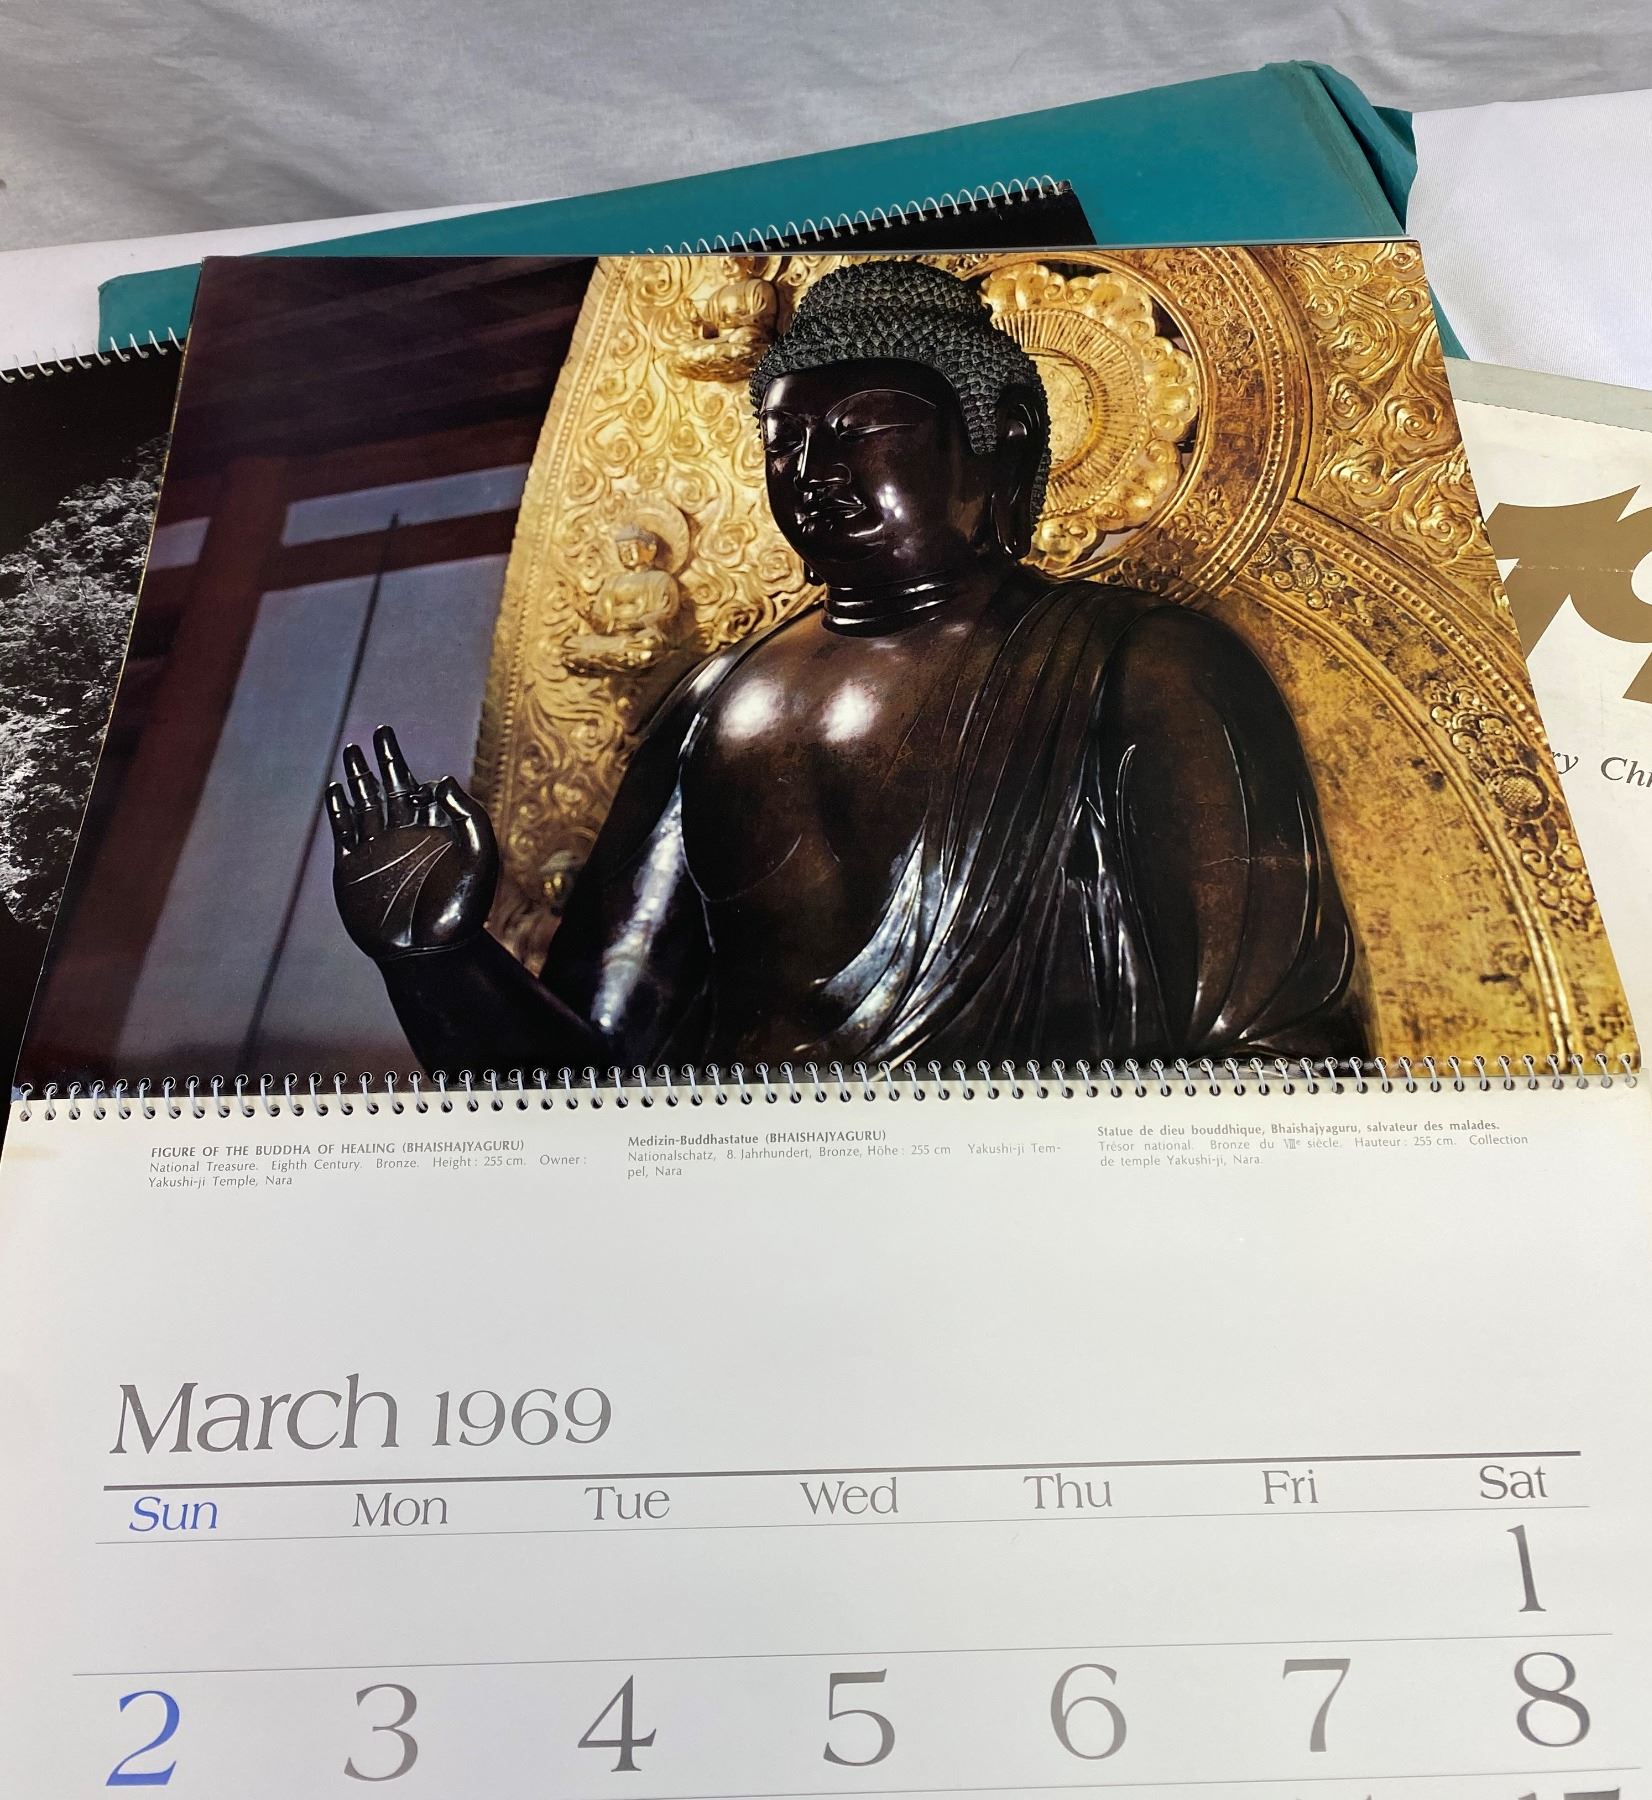 FIGURE OF THE BUDDHA OF HEALING (BHAISHAJYAGURU)
National Treasure. Eighth Century. Bronze. Height: 255 cm. Owner:
Yakushi-ji Temple, Nara
Medizin-Buddhastatue (BHAISHAJYAGURU)
Nationalschatz, 8. Jahrhundert, Bronze, Höhe: 255 cm Yakushi-ji Tem-
pel, Nara
Statue de dieu bouddhique, Bhaishajyaguru, salvateur des malades.
Trésor national. Bronze du VIIIe siècle. Hauteur: 255 cm. Collection
de temple Yakushi-ji, Nara.
March 1969
Sun Mon Tue Wed Thu Fri Sat
1
2 3 4 5 6 7 8